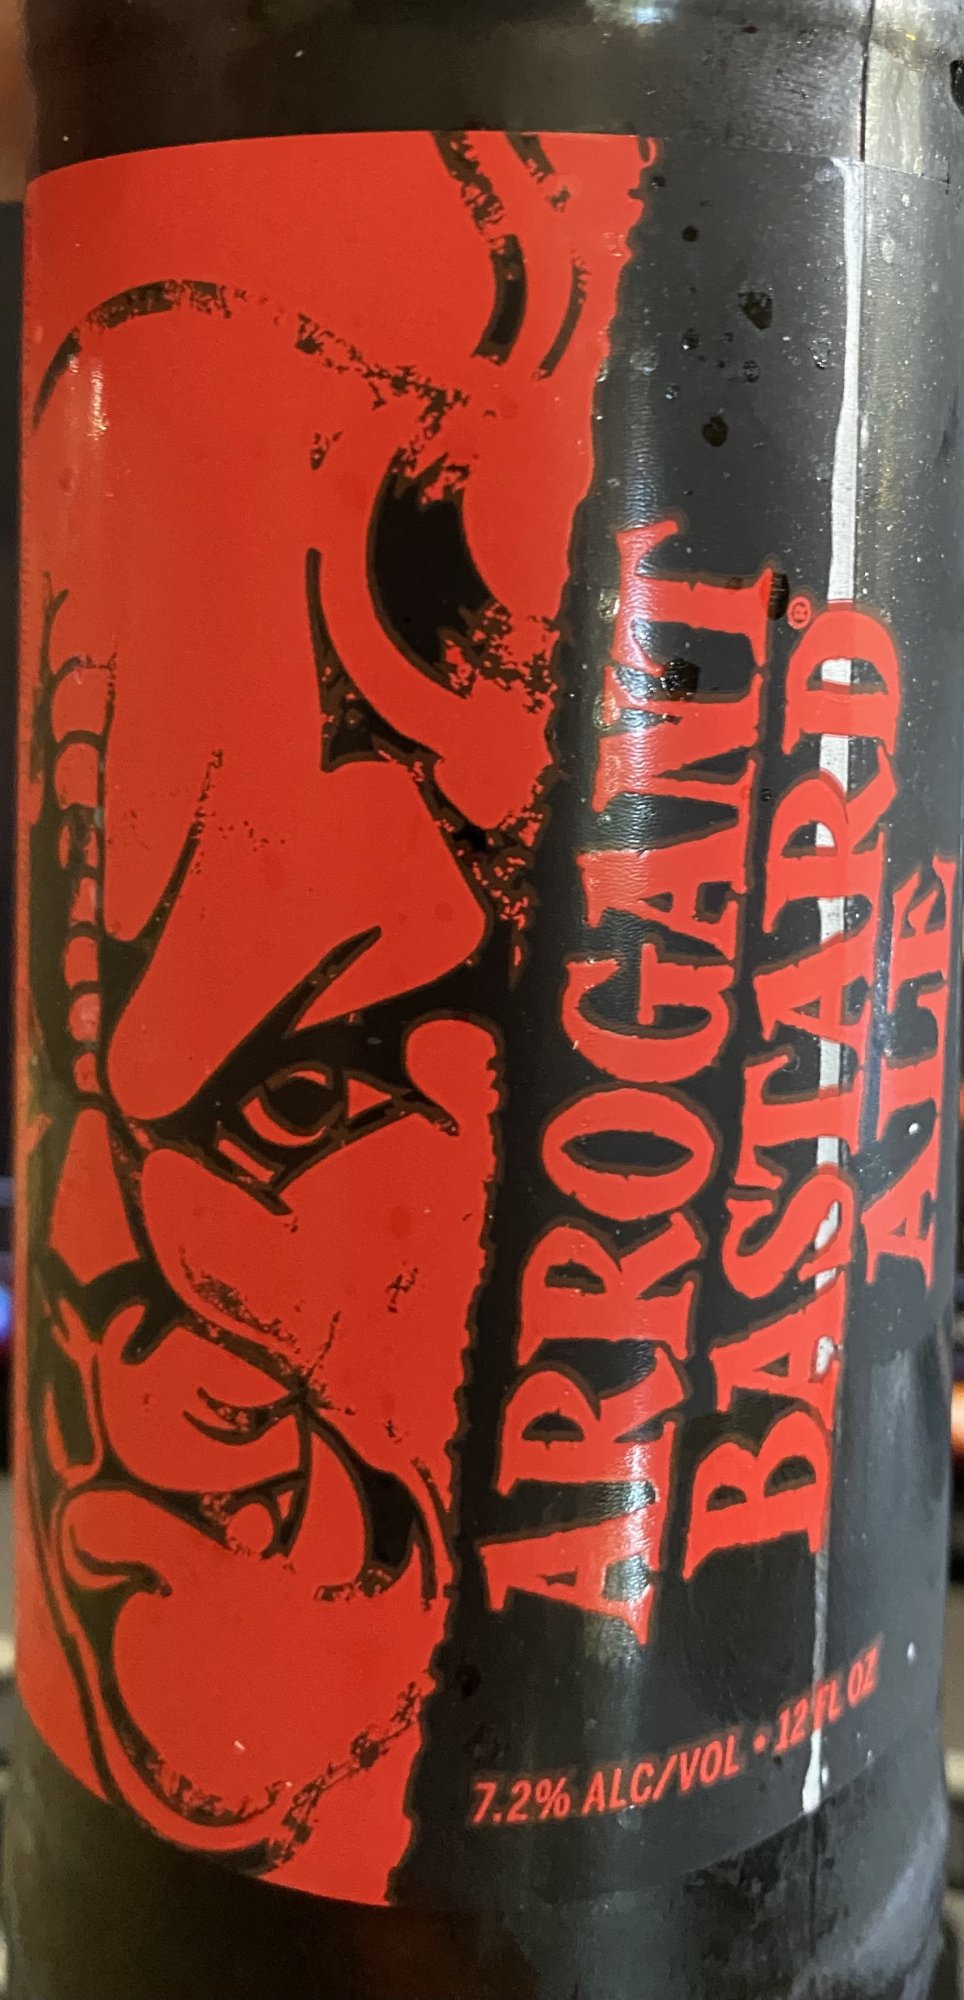 ARROGANT
BASTARD®
ALE
7.2% ALC/VOL • 12 FL OZ